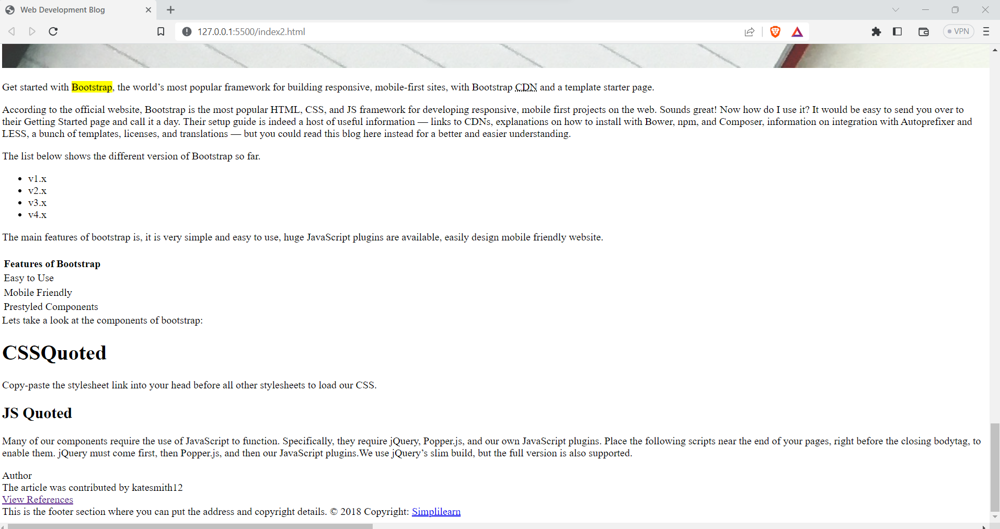 Web Development Blog
127.0.0.1:5500/index2.html
VPN
Get started with Bootstrap, the world’s most popular framework for building responsive, mobile-first sites, with Bootstrap CDN and a template starter page.
According to the official website, Bootstrap is the most popular HTML, CSS, and JS framework for developing responsive, mobile first projects on the web. Sounds great! Now how do I use it? It would be easy to send you over to
their Getting Started page and call it a day. Their setup guide is indeed a host of useful information — links to CDNs, explanations on how to install with Bower, npm, and Composer, information on integration with Autoprefixer and
LESS, a bunch of templates, licenses, and translations — but you could read this blog here instead for a better and easier understanding.
The list below shows the different version of Bootstrap so far.
v1.x
v2.x
v3.x
v4.x
The main features of bootstrap is, it is very simple and easy to use, huge JavaScript plugins are available, easily design mobile friendly website.
Features of Bootstrap
Easy to Use
Mobile Friendly
Prestyled Components
Lets take a look at the components of bootstrap:
CSSQuoted
Copy-paste the stylesheet link into your head before all other stylesheets to load our CSS.
JS Quoted
Many of our components require the use of JavaScript to function. Specifically, they require jQuery, Popper.js, and our own JavaScript plugins. Place the following scripts near the end of your pages, right before the closing bodytag, to
enable them. jQuery must come first, then Popper.js, and then our JavaScript plugins.We use jQuery’s slim build, but the full version is also supported.
Author
The article was contributed by katesmith12
View References
This is the footer section where you can put the address and copyright details. © 2018 Copyright: Simplilearn